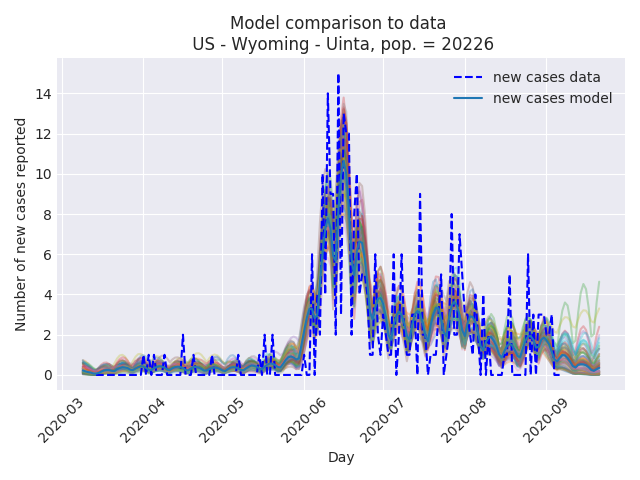 Model comparison to data
US - Wyoming - Uinta, pop. = 20226
new cases data
new cases model
Number of new cases reported
14
12
10
8
6
4
2
0
2020-03
2020-04
2020-05
2020-06
2020-07
2020-08
2020-09
Day